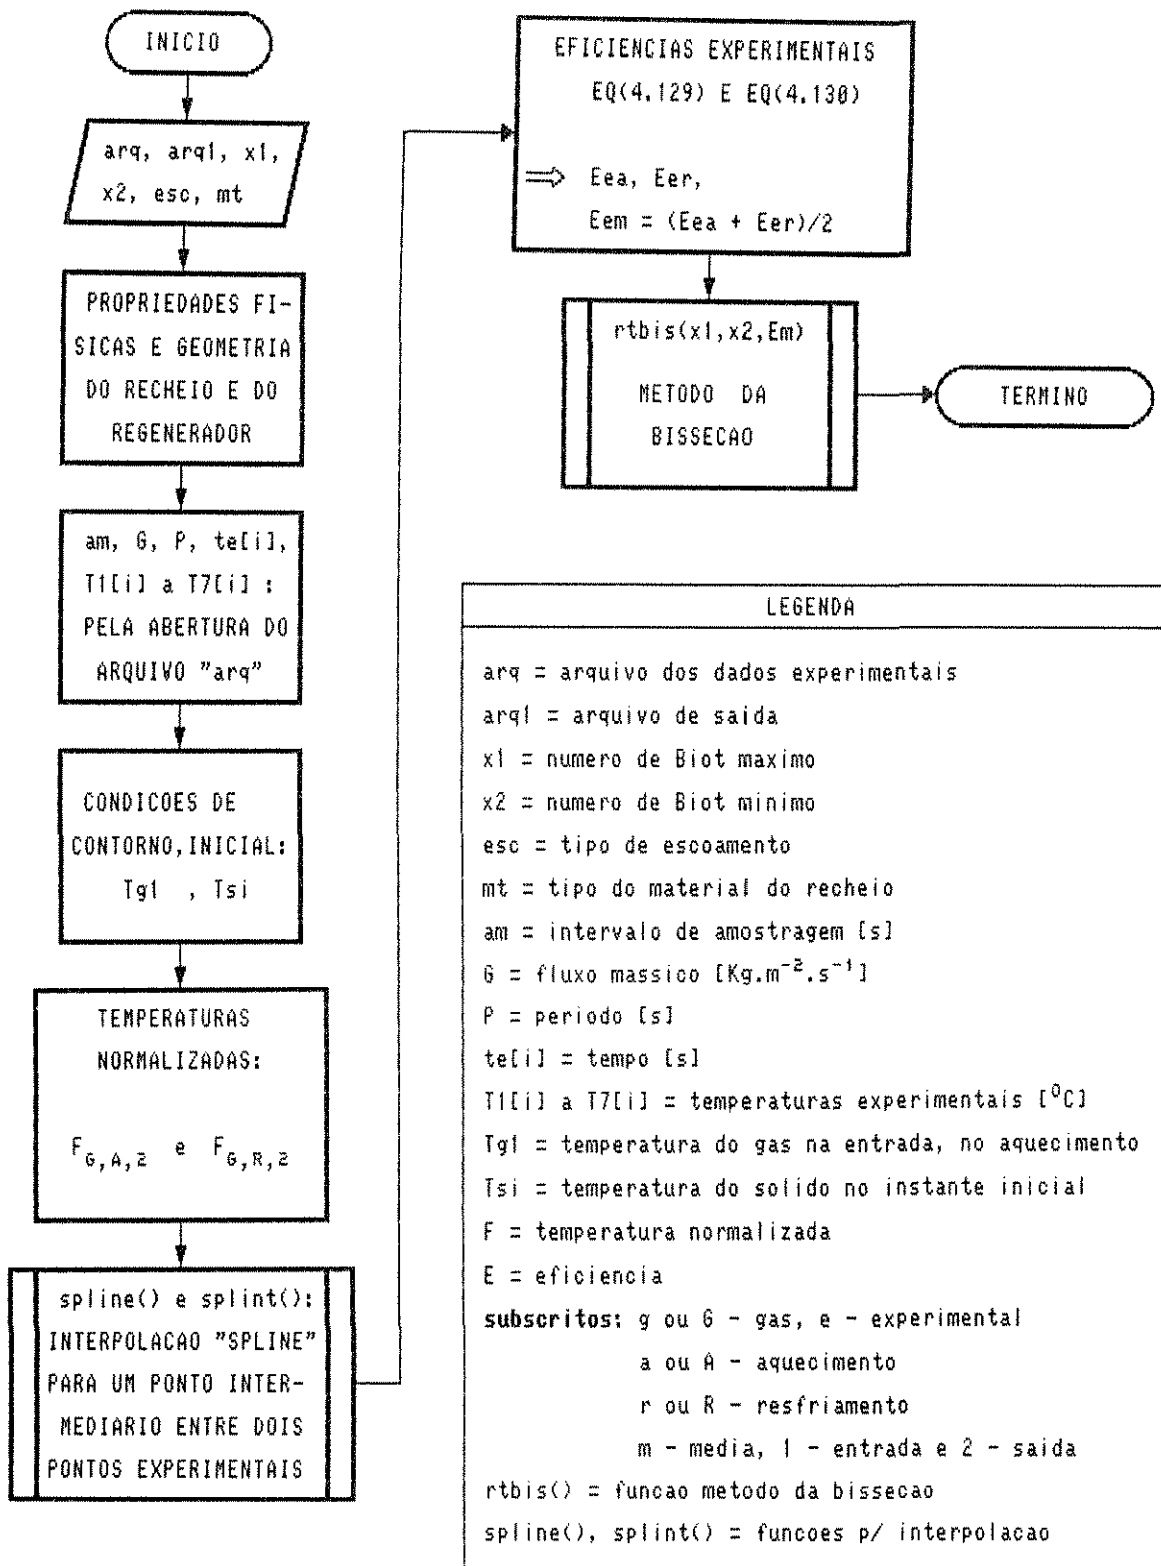 INICIO
arq, arq1, x1,
x2, esc, mt
PROPRIEDADES FI-
SICAS E GEOMETRIA
DO RECHEIO E DO
REGENERADOR
am, G, P, te[i],
T1[i] a T7[i] :
PELA ABERTURA DO
ARQUIVO "arq"
CONDICOES DE
CONTORNO,INICIAL:
Tg1 , Tsi
TEMPERATURAS
NORMALIZADAS:
F_G,A,2 e F_G,R,2
spline() e splint():
INTERPOLACAO "SPLINE"
PARA UM PONTO INTER-
MEDIARIO ENTRE DOIS
PONTOS EXPERIMENTAIS
EFICIENCIAS EXPERIMENTAIS
EQ(4.129) E EQ(4.130)
⇒ Eea, Eer,
Eem = (Eea + Eer)/2
rtbis(x1,x2,Em)
METODO DA
BISSECAO
TERMINO
LEGENDA
arq = arquivo dos dados experimentais
arq1 = arquivo de saida
x1 = numero de Biot maximo
x2 = numero de Biot minimo
esc = tipo de escoamento
mt = tipo do material do recheio
am = intervalo de amostragem [s]
G = fluxo massico [Kg.m⁻².s⁻¹]
P = periodo [s]
te[i] = tempo [s]
T1[i] a T7[i] = temperaturas experimentais [⁰C]
Tg1 = temperatura do gas na entrada, no aquecimento
Tsi = temperatura do solido no instante inicial
F = temperatura normalizada
E = eficiencia
subscritos: g ou G - gas, e - experimental
a ou A - aquecimento
r ou R - resfriamento
m - media, 1 - entrada e 2 - saida
rtbis() = funcao metodo da bissecao
spline(), splint() = funcoes p/ interpolacao